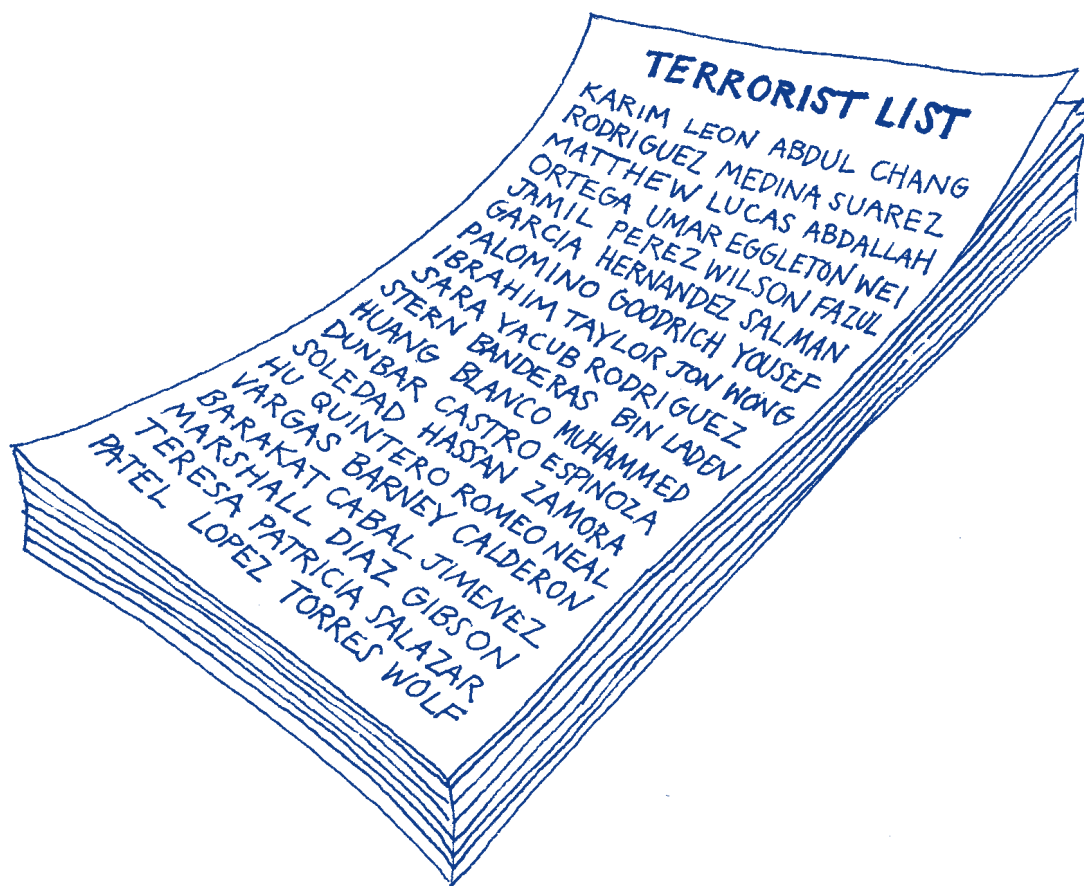 TERRORIST LIST
KARIM LEON ABDUL CHANG
RODRIGUEZ MEDINA SUAREZ
MATTHEW LUCAS ABDALLAH
ORTEGA UMAR EGGLETON WEI
JAMIL PEREZ WILSON FAZUL
GARCIA HERNANDEZ SALMAN
PALOMINO GOODRICH YOUSEF
IBRAHIM TAYLOR JON WONG
SARA YACUB RODRIGUEZ
STERN BANDERAS BIN LADEN
HUANG BLANCO MUHAMMED
DUNBAR CASTRO ESPINOZA
SOLEDAD HASSAN ZAMORA
HU QUINTERO ROMEO NEAL
VARGAS BARNEY CALDERON
BARAKAT CABAL JIMENEZ
MARSHALL DIAZ GIBSON
TERESA PATRICIA SALAZAR
PATEL LOPEZ TORRES WOLF